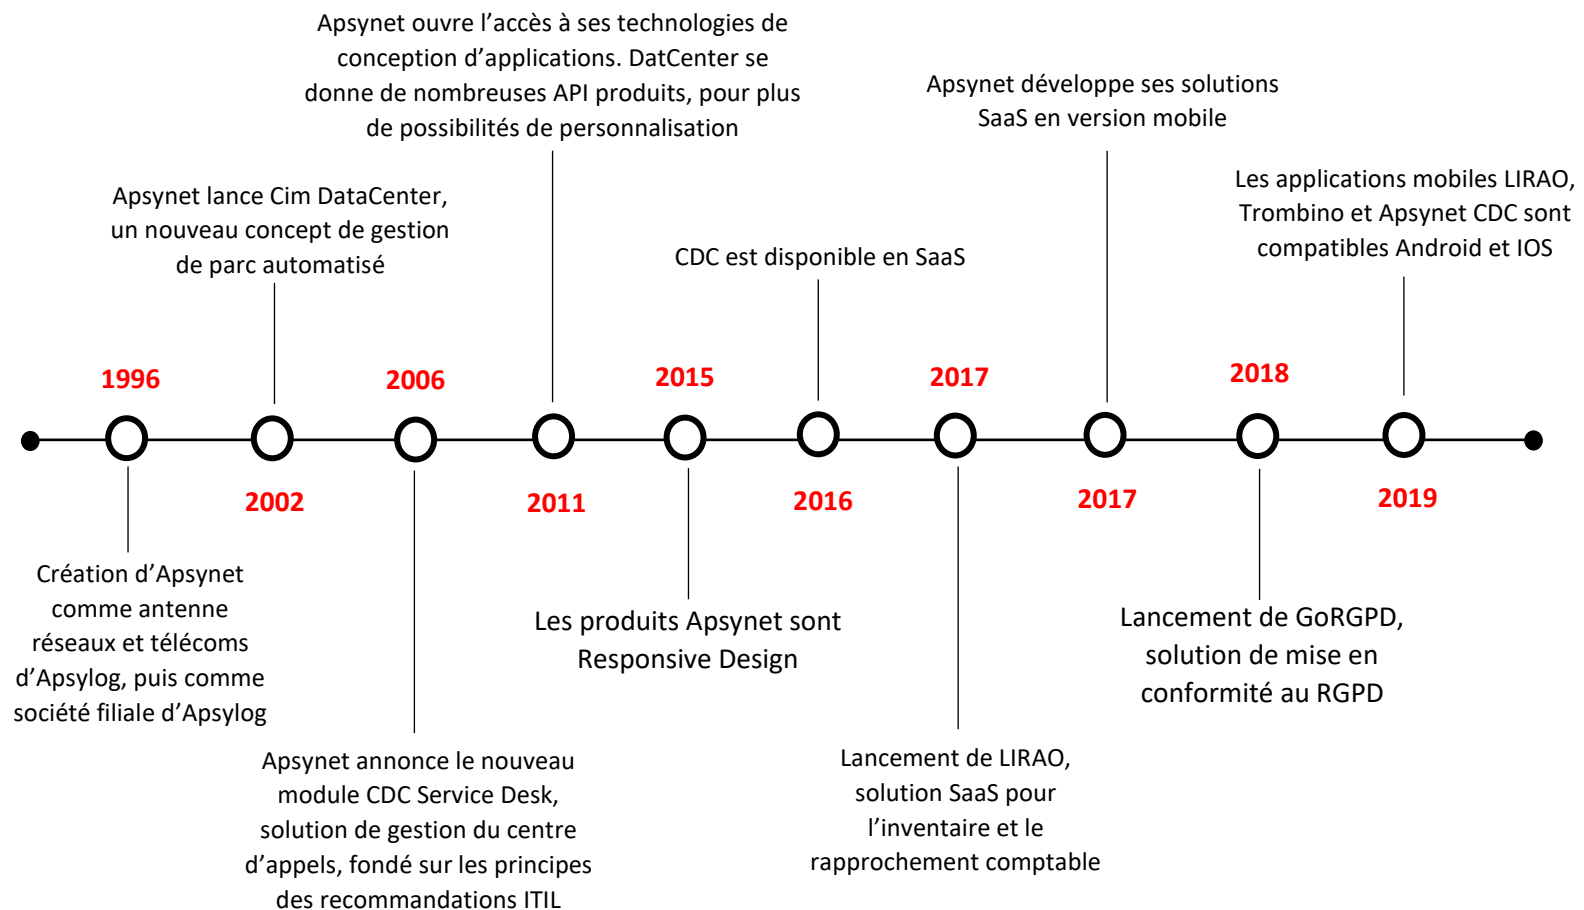 Apsynet ouvre l’accès à ses technologies de
conception d’applications. DatCenter se
donne de nombreuses API produits, pour plus
de possibilités de personnalisation
Apsynet développe ses solutions
SaaS en version mobile
Apsynet lance Cim DataCenter,
un nouveau concept de gestion
de parc automatisé
CDC est disponible en SaaS
Les applications mobiles LIRAO,
Trombino et Apsynet CDC sont
compatibles Android et IOS
1996
2006
2015
2017
2018
2002
2011
2016
2017
2019
Création d’Apsynet
comme antenne
réseaux et télécoms
d’Apsylog, puis comme
société filiale d’Apsylog
Les produits Apsynet sont
Responsive Design
Lancement de GoRGPD,
solution de mise en
conformité au RGPD
Apsynet annonce le nouveau
module CDC Service Desk,
solution de gestion du centre
d’appels, fondé sur les principes
des recommandations ITIL
Lancement de LIRAO,
solution SaaS pour
l’inventaire et le
rapprochement comptable